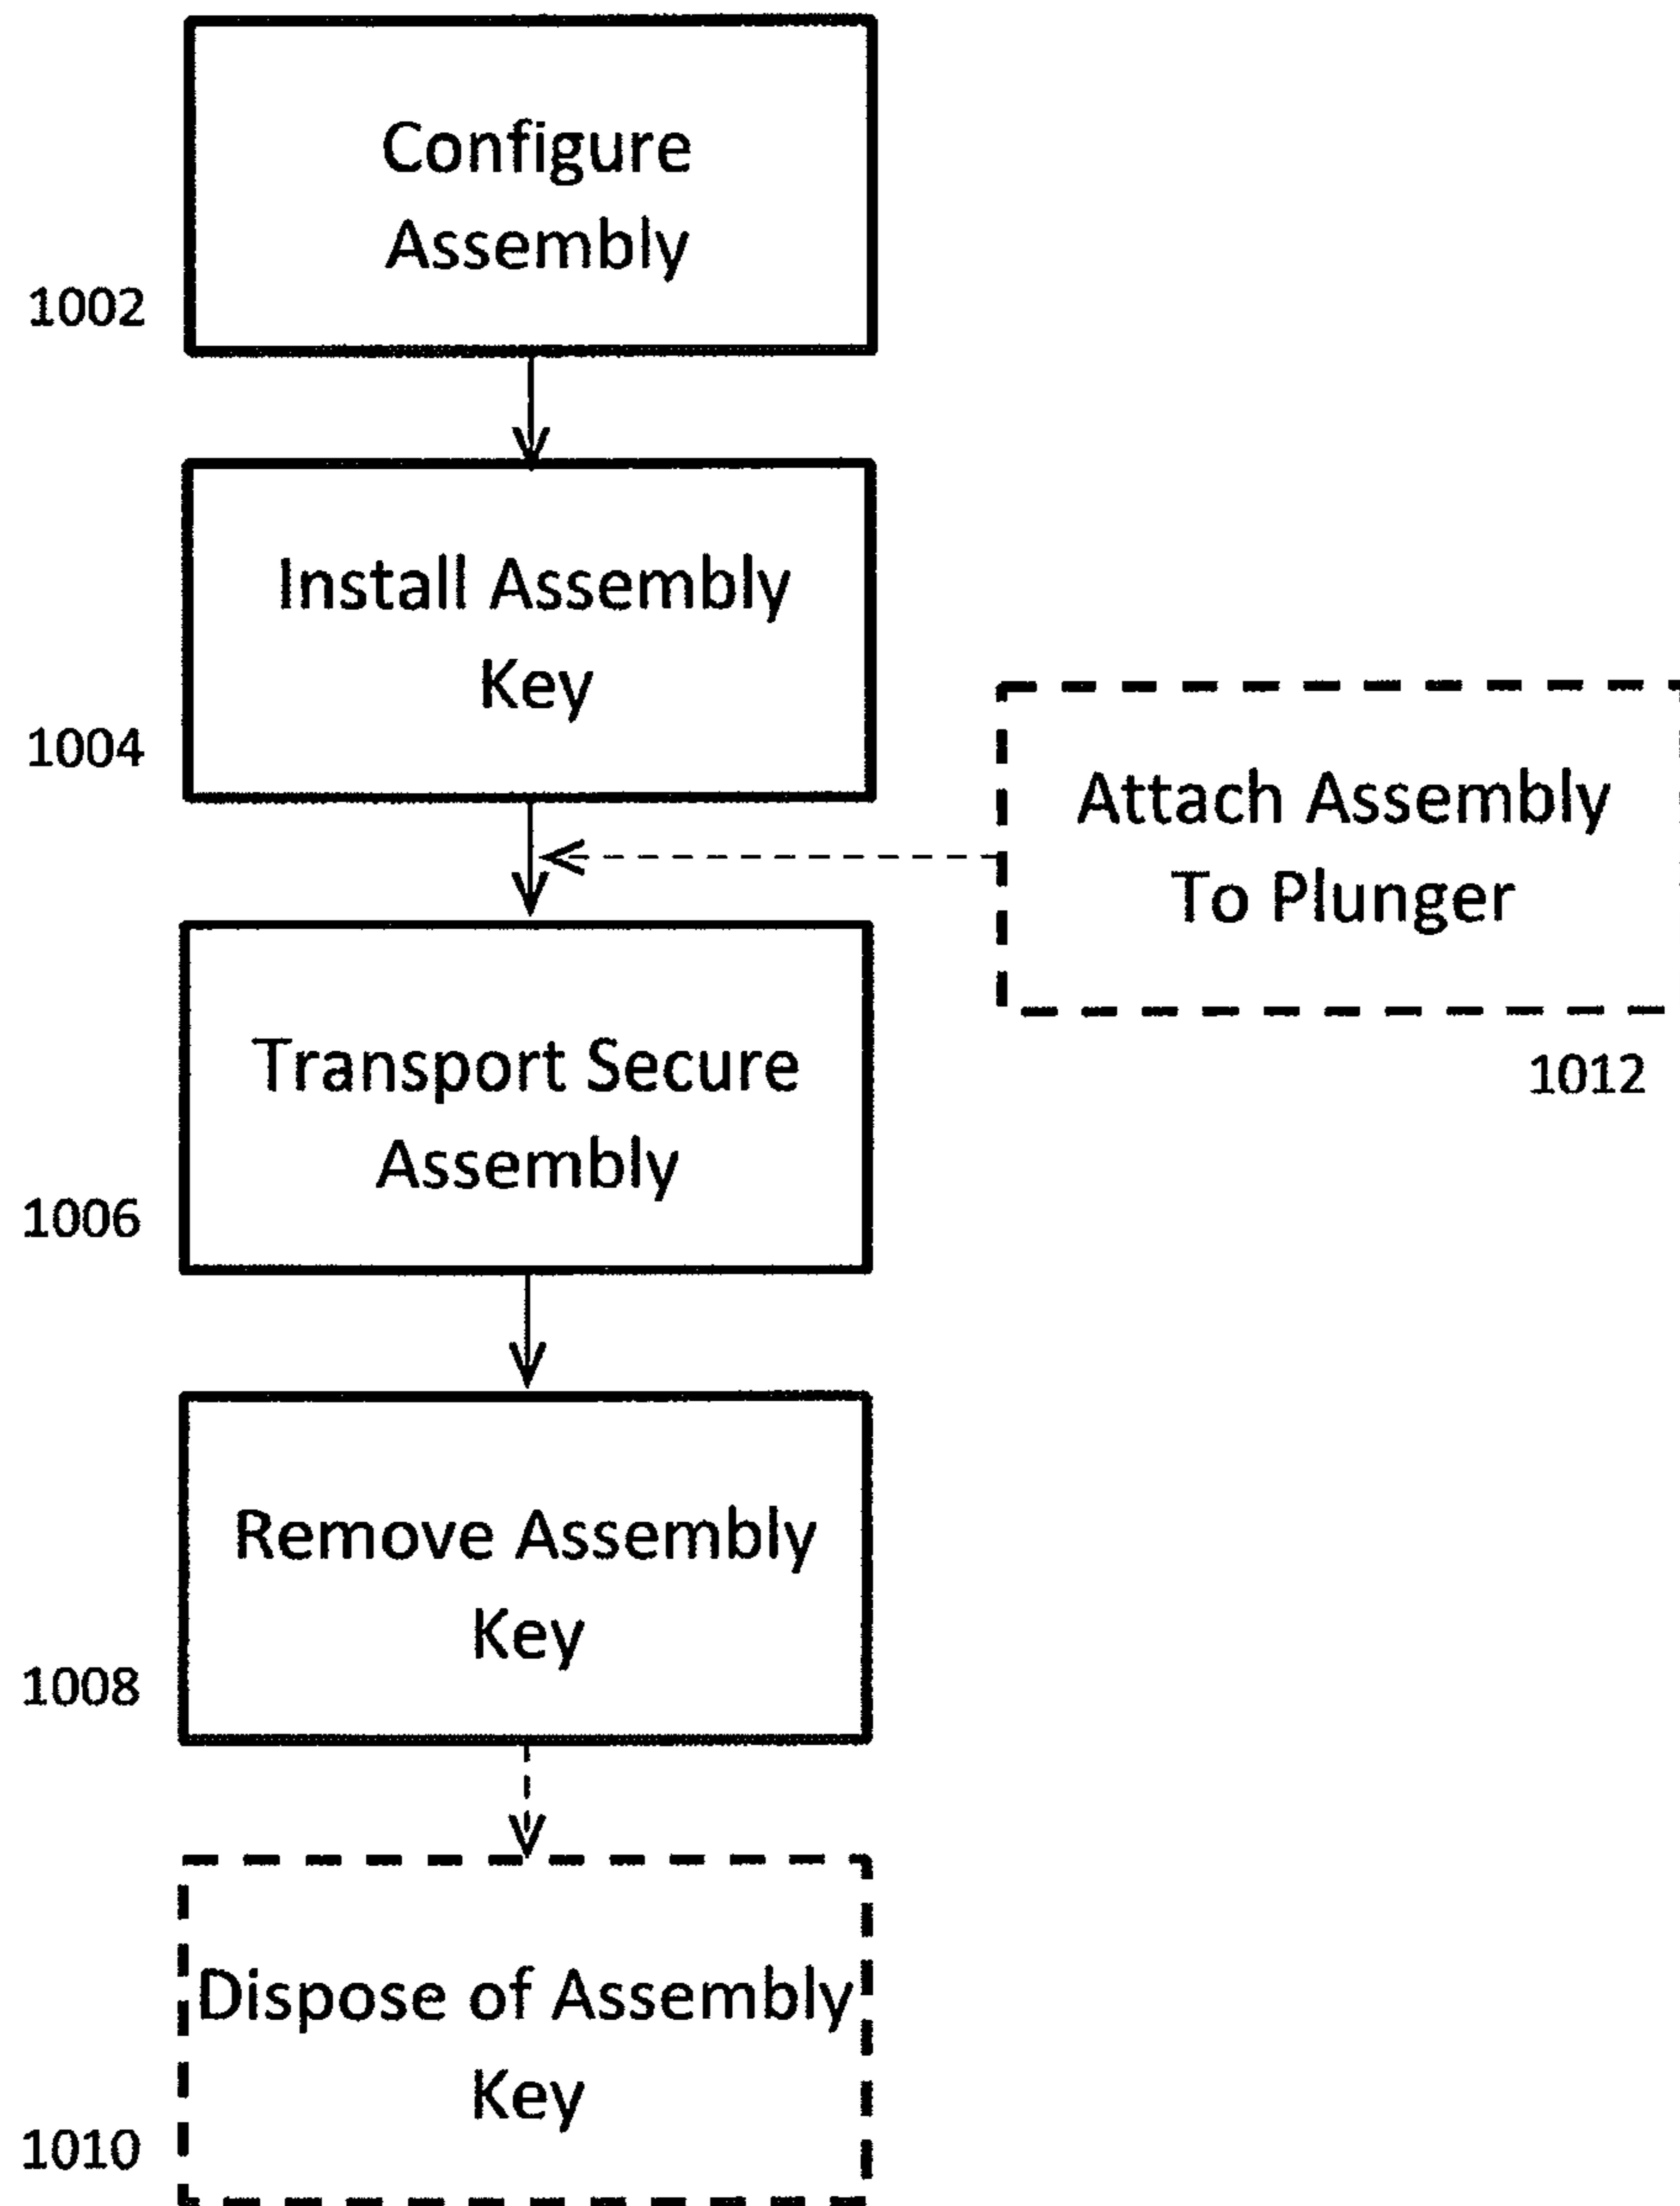 Configure
Assembly
1002
Install Assembly
Key
1004
Attach Assembly
To Plunger
1012
Transport Secure
Assembly
1006
Remove Assembly
Key
1008
Dispose of Assembly
Key
1010